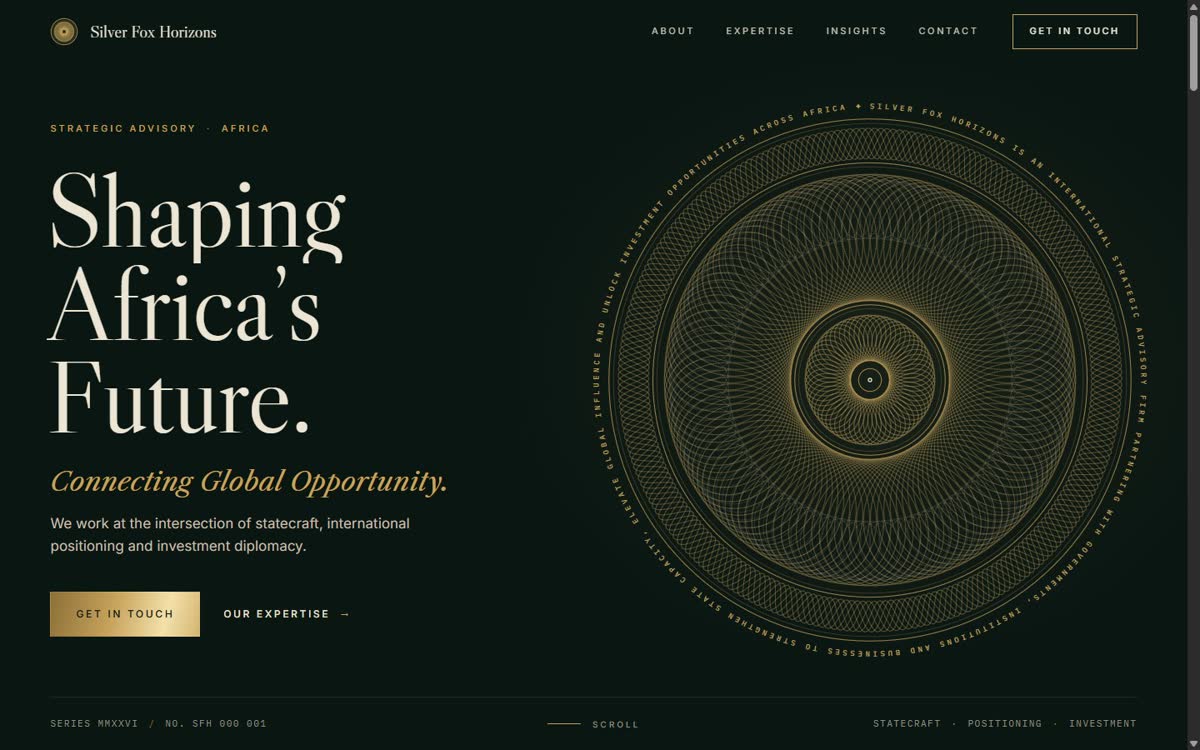 Silver Fox Horizons
ABOUT
EXPERTISE
INSIGHTS
CONTACT
GET IN TOUCH
STRATEGIC ADVISORY · AFRICA
Shaping
Africa’s
Future.
Connecting Global Opportunity.
We work at the intersection of statecraft, international
positioning and investment diplomacy.
GET IN TOUCH
OUR EXPERTISE →
✦ SILVER FOX HORIZONS IS AN INTERNATIONAL STRATEGIC ADVISORY FIRM PARTNERING WITH GOVERNMENTS, INSTITUTIONS AND BUSINESSES TO STRENGTHEN STATE CAPACITY, ELEVATE GLOBAL INFLUENCE AND UNLOCK INVESTMENT OPPORTUNITIES ACROSS AFRICA
SERIES MMXXVI / NO. SFH 000 001
SCROLL
STATECRAFT · POSITIONING · INVESTMENT